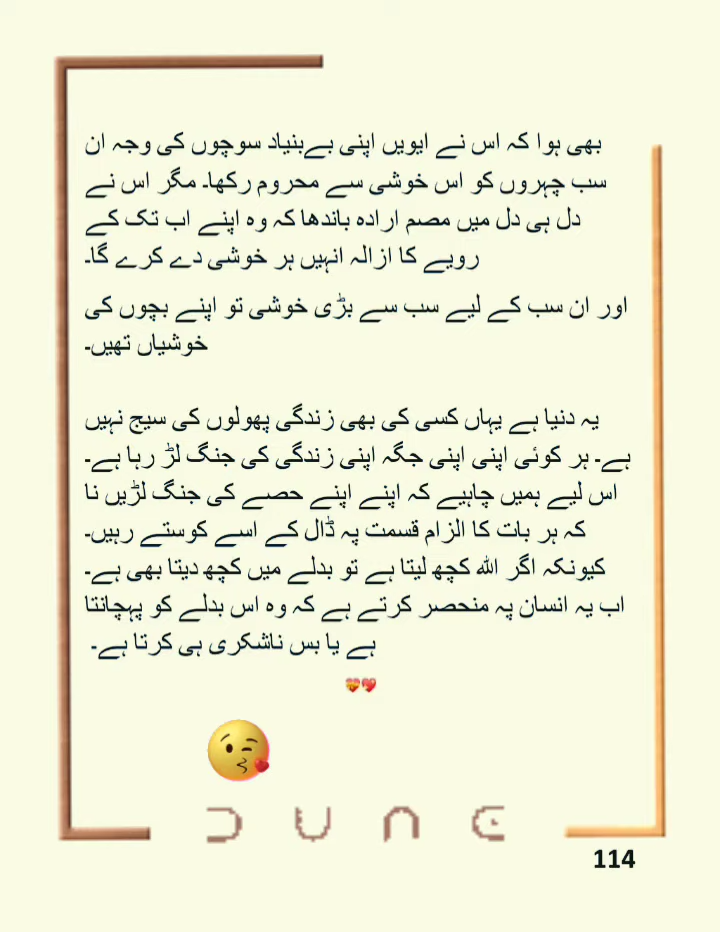 بھی ہوا کہ اس نے ایویں اپنی بےبنیاد سوچوں کی وجہ ان
سب چہروں کو اس خوشی سے محروم رکھا۔ مگر اس نے
دل ہی دل میں مصم ارادہ باندھا کہ وہ اپنے اب تک کے
رویے کا ازالہ انہیں ہر خوشی دے کرے گا۔
اور ان سب کے لیے سب سے بڑی خوشی تو اپنے بچوں کی
خوشیاں تھیں۔
یہ دنیا ہے یہاں کسی کی بھی زندگی پھولوں کی سیج نہیں
ہے۔ ہر کوئی اپنی اپنی جگہ اپنی زندگی کی جنگ لڑ رہا ہے۔
اس لیے ہمیں چاہیے کہ اپنے اپنے حصے کی جنگ لڑیں نا
کہ ہر بات کا الزام قسمت پہ ڈال کے اسے کوستے رہیں۔
کیونکہ اگر اللہ کچھ لیتا ہے تو بدلے میں کچھ دیتا بھی ہے۔
اب یہ انسان پہ منحصر کرتے ہے کہ وہ اس بدلے کو پہچانتا
ہے یا بس ناشکری ہی کرتا ہے۔
💝💖
😘
DUNE
114